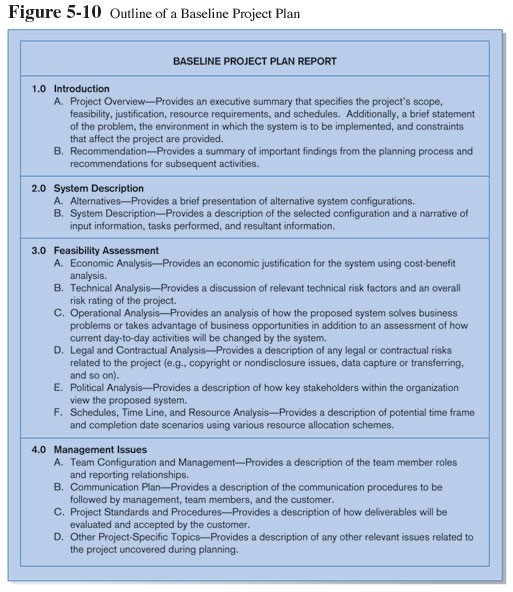 Figure 5-10 Outline of a Baseline Project Plan
BASELINE PROJECT PLAN REPORT
1.0 Introduction
A. Project Overview—Provides an executive summary that specifies the project's scope,
feasibility, justification, resource requirements, and schedules. Additionally, a brief statement
of the problem, the environment in which the system is to be implemented, and constraints
that affect the project are provided.
B. Recommendation—Provides a summary of important findings from the planning process and
recommendations for subsequent activities.
2.0 System Description
A. Alternatives—Provides a brief presentation of alternative system configurations.
B. System Description—Provides a description of the selected configuration and a narrative of
input information, tasks performed, and resultant information.
3.0 Feasibility Assessment
A. Economic Analysis—Provides an economic justification for the system using cost-benefit
analysis.
B. Technical Analysis—Provides a discussion of relevant technical risk factors and an overall
risk rating of the project.
C. Operational Analysis—Provides an analysis of how the proposed system solves business
problems or takes advantage of business opportunities in addition to an assessment of how
current day-to-day activities will be changed by the system.
D. Legal and Contractual Analysis—Provides a description of any legal or contractual risks
related to the project (e.g., copyright or nondisclosure issues, data capture or transferring,
and so on).
E. Political Analysis—Provides a description of how key stakeholders within the organization
view the proposed system.
F. Schedules, Time Line, and Resource Analysis—Provides a description of potential time frame
and completion date scenarios using various resource allocation schemes.
4.0 Management Issues
A. Team Configuration and Management—Provides a description of the team member roles
and reporting relationships.
B. Communication Plan—Provides a description of the communication procedures to be
followed by management, team members, and the customer.
C. Project Standards and Procedures—Provides a description of how deliverables will be
evaluated and accepted by the customer.
D. Other Project-Specific Topics—Provides a description of any other relevant issues related to
the project uncovered during planning.